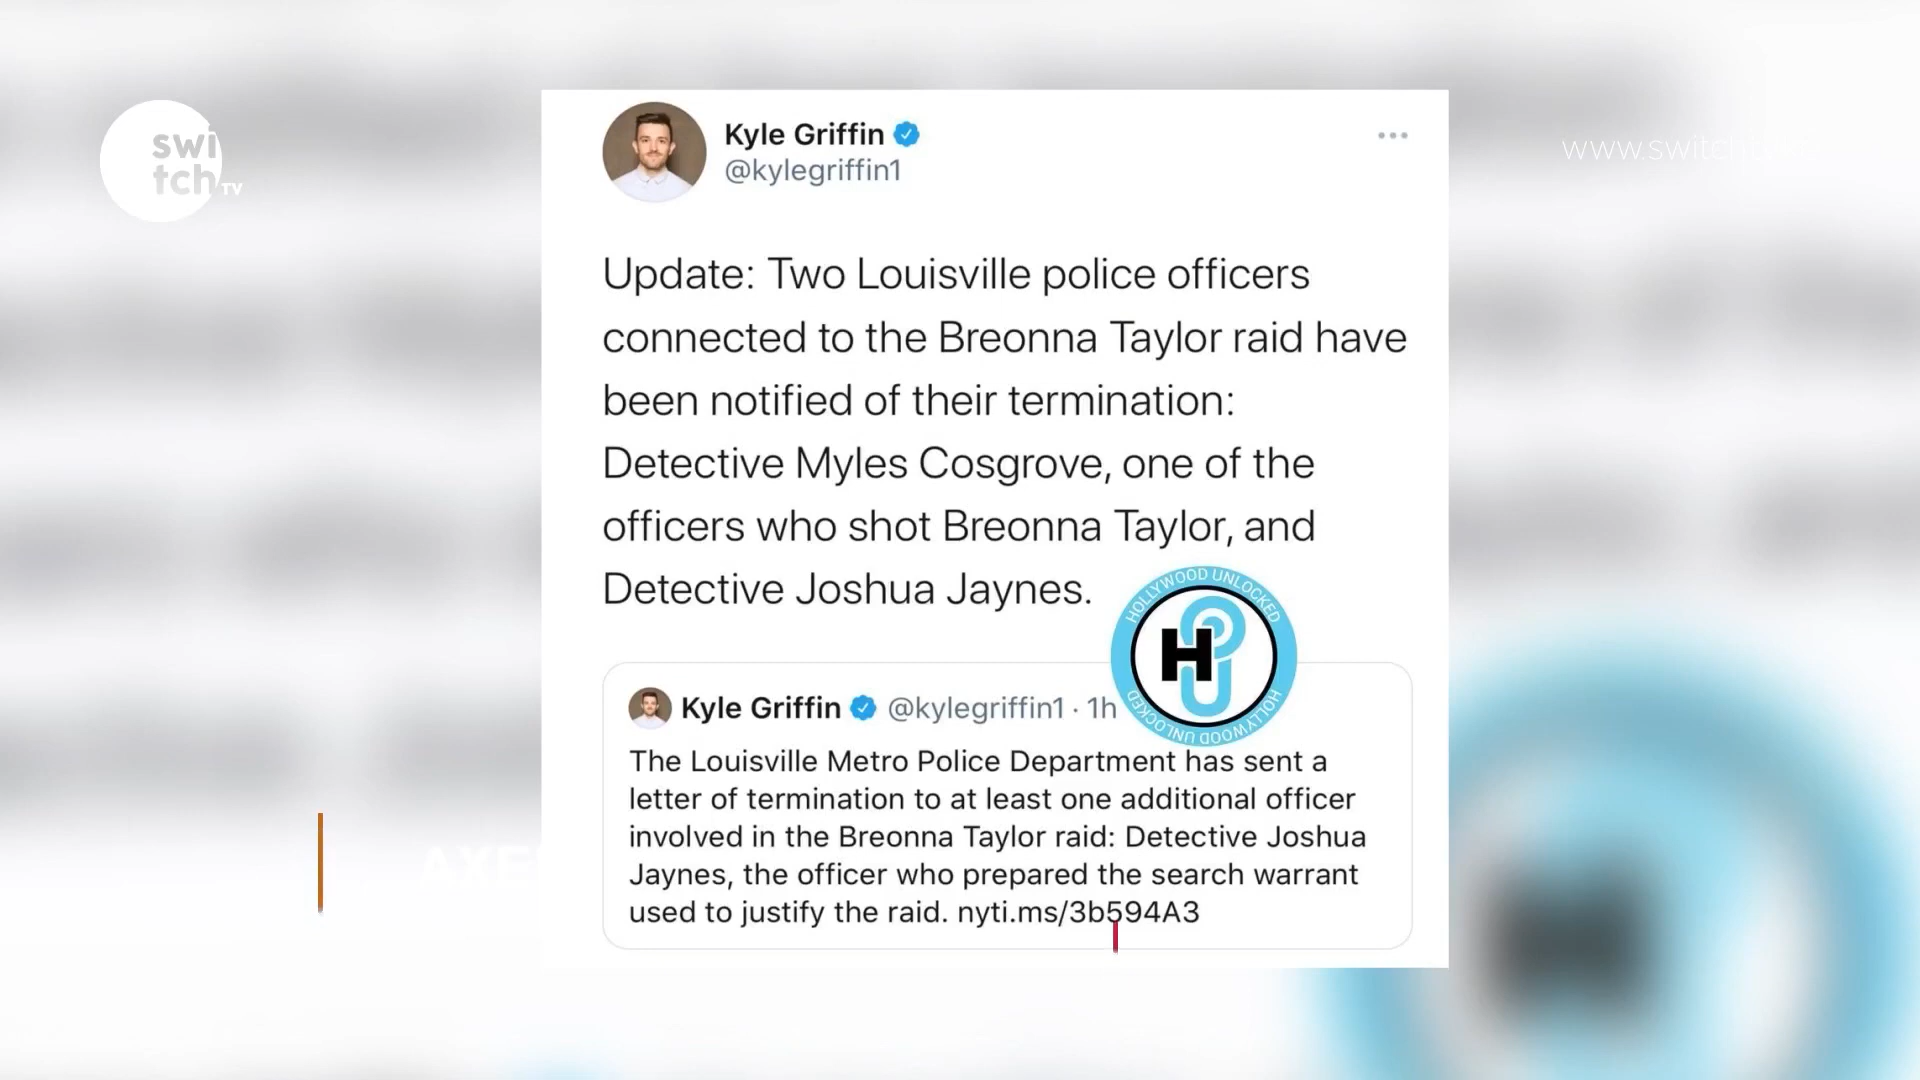 swi
tch TV
Kyle Griffin
@kylegriffin1
Update: Two Louisville police officers
connected to the Breonna Taylor raid have
been notified of their termination:
Detective Myles Cosgrove, one of the
officers who shot Breonna Taylor, and
Detective Joshua Jaynes.
HOLLYWOOD UNLOCKED
H
HOLLYWOOD UNLOCKED
Kyle Griffin @kylegriffin1 · 1h
The Louisville Metro Police Department has sent a
letter of termination to at least one additional officer
involved in the Breonna Taylor raid: Detective Joshua
Jaynes, the officer who prepared the search warrant
used to justify the raid. nyti.ms/3b594A3